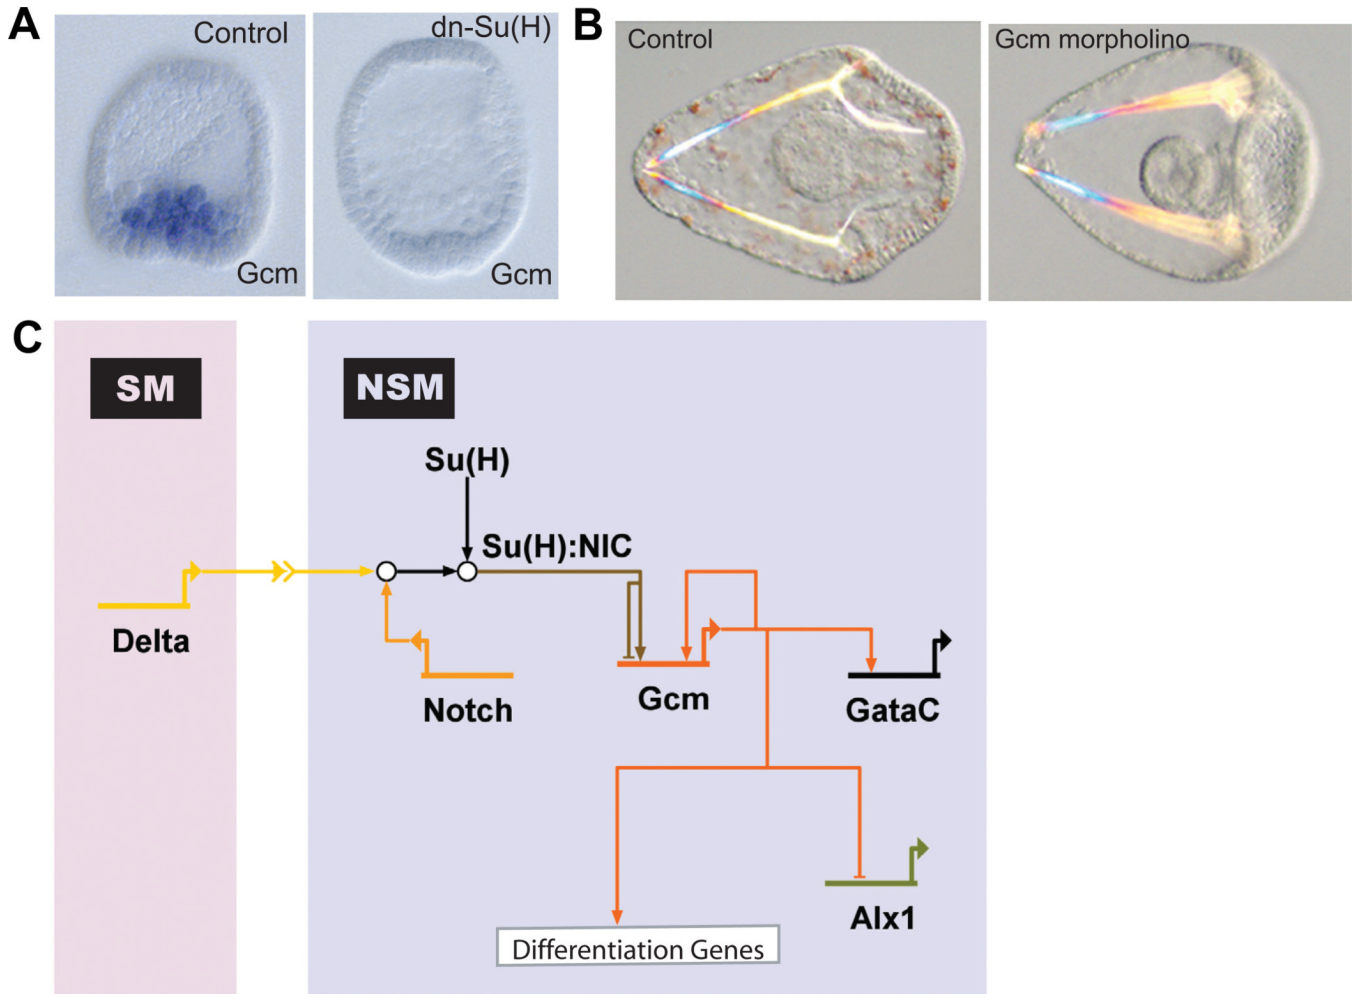 A
Control
dn-Su(H)
Gcm
Gcm
B
Control
Gcm morpholino
C
SM
NSM
Su(H)
Su(H):NIC
Delta
Notch
Gcm
GataC
Alx1
Differentiation Genes